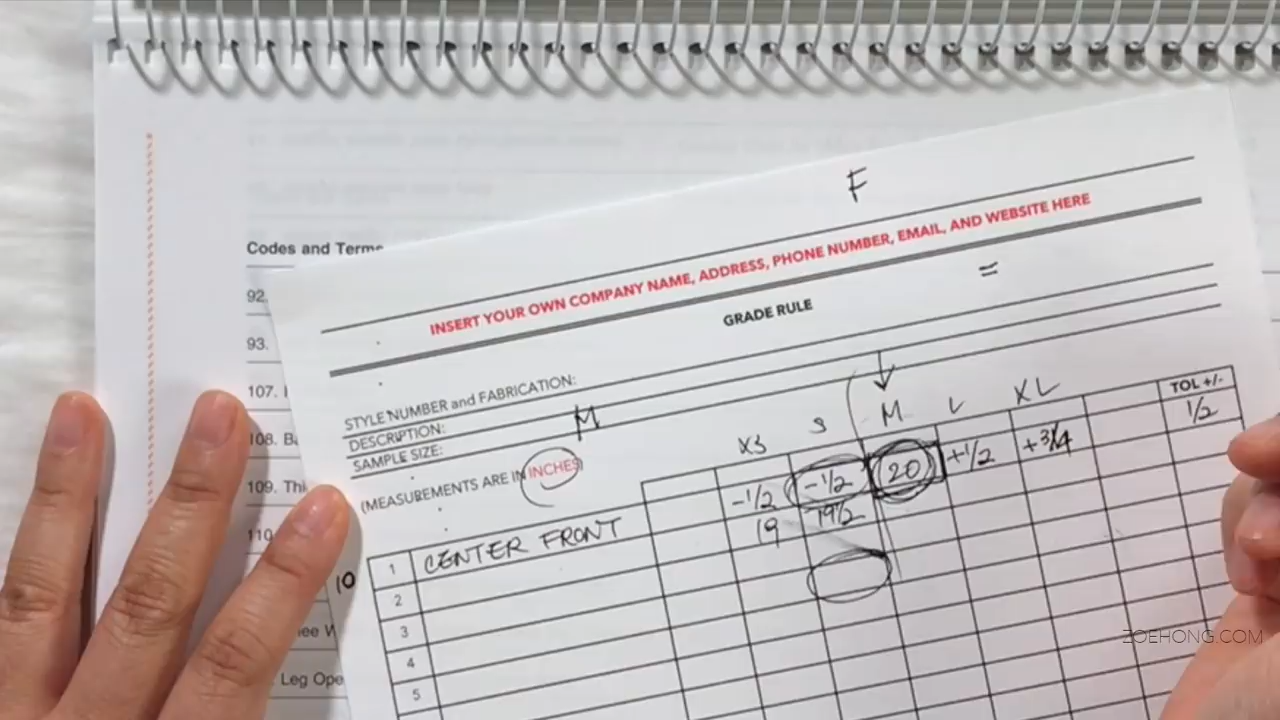 F
INSERT YOUR OWN COMPANY NAME, ADDRESS, PHONE NUMBER, EMAIL, AND WEBSITE HERE
=
GRADE RULE
STYLE NUMBER and FABRICATION:
DESCRIPTION: M
SAMPLE SIZE:
(MEASUREMENTS ARE IN INCHES)
XS S M L XL TOL +/-
1 CENTER FRONT -1/2 -1/2 20 +1/2 +3/4 1/2
2 19 19 1/2
3
4
5
10
Codes and Terms
92.
93.
107.
108.
109.
110
Leg Ope
ZOEHONG.COM